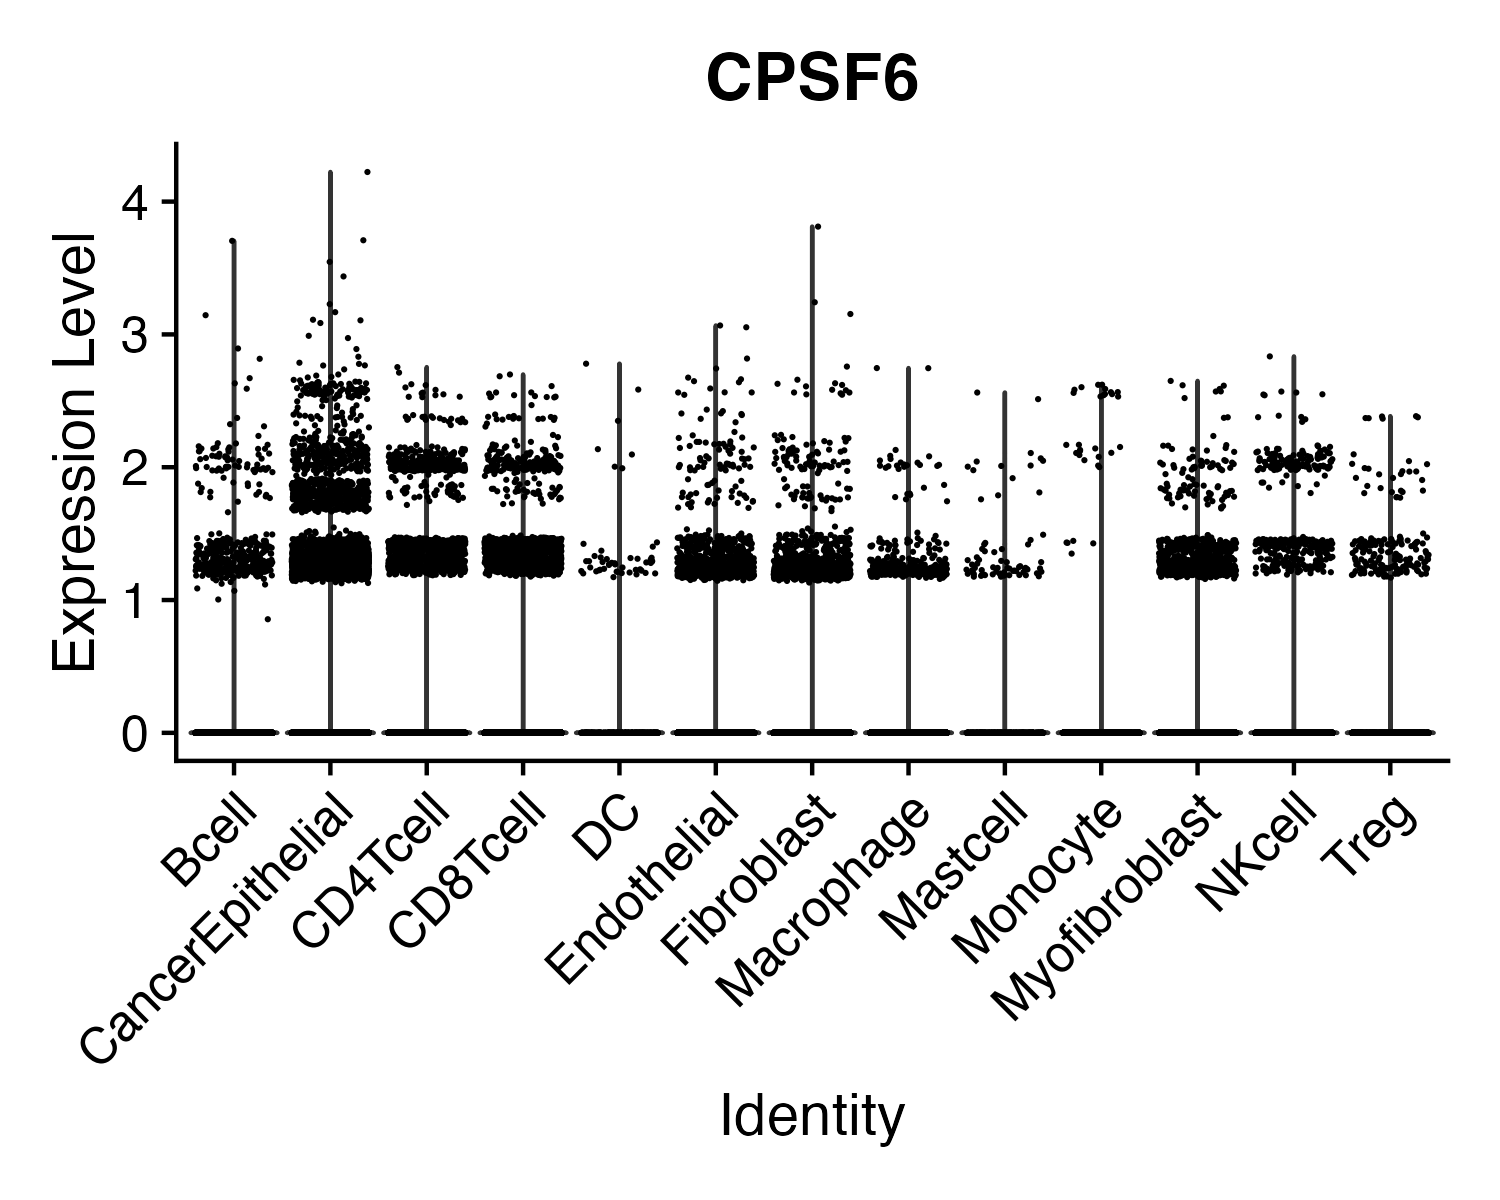 CPSF6
Expression Level
4
3
2
1
0
Bcell
CancerEpithelial
CD4Tcell
CD8Tcell
DC
Endothelial
Fibroblast
Macrophage
Mastcell
Monocyte
Myofibroblast
NKcell
Treg
Identity